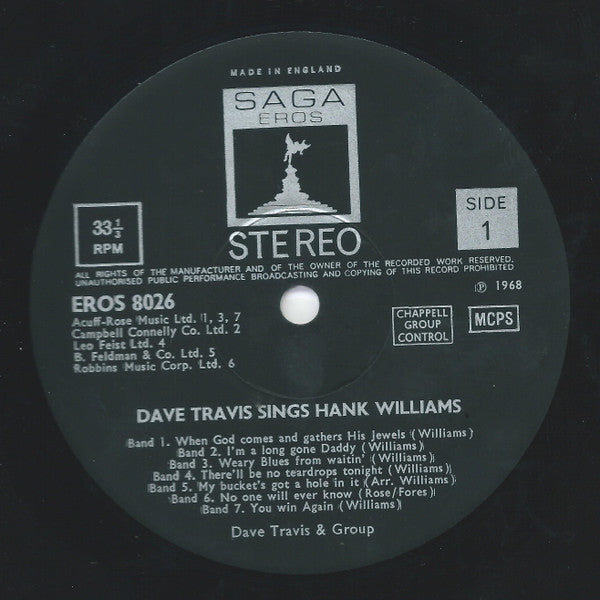 MADE IN ENGLAND
SAGA
EROS
33 1/3
RPM
STEREO
SIDE
1
ALL RIGHTS OF THE MANUFACTURER AND OF THE OWNER OF THE RECORDED WORK RESERVED.
UNAUTHORISED PUBLIC PERFORMANCE BROADCASTING AND COPYING OF THIS RECORD PROHIBITED
EROS 8026
℗ 1968
Acuff-Rose Music Ltd. 1, 3, 7
Campbell Connelly Co. Ltd. 2
Leo Feist Ltd. 4
B. Feldman & Co. Ltd. 5
Robbins Music Corp. Ltd. 6
CHAPPELL
GROUP
CONTROL
MCPS
DAVE TRAVIS SINGS HANK WILLIAMS
Band 1. When God comes and gathers His Jewels (Williams)
Band 2. I'm a long gone Daddy (Williams)
Band 3. Weary Blues from waitin' (Williams)
Band 4. There'll be no teardrops tonight (Williams)
Band 5. My bucket's got a hole in it (Arr. Williams)
Band 6. No one will ever know (Rose/Fores)
Band 7. You win Again (Williams)
Dave Travis & Group